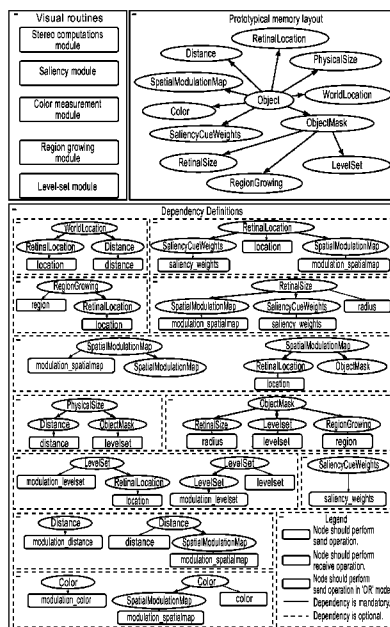 Visual routines
Stereo computations
module
Saliency module
Color measurement
module
Region growing
module
Level-set module
Prototypical memory layout
RetinalLocation
Distance
PhysicalSize
SpatialModulationMap
WorldLocation
Object
Color
ObjectMask
SaliencyCueWeights
RetinalSize
LevelSet
RegionGrowing
Dependency Definitions
WorldLocation
RetinalLocation Distance
location distance
RetinalLocation
SaliencyCueWeights location SpatialModulationMap
saliency_weights modulation_spatialmap
RegionGrowing
region RetinalLocation
location
RetinalSize
SpatialModulationMap SaliencyCueWeights radius
modulation_spatialmap saliency_weights
SpatialModulationMap
modulation_spatialmap SpatialModulationMap
SpatialModulationMap
RetinalLocation ObjectMask
location
PhysicalSize
Distance ObjectMask
distance levelset
ObjectMask
RetinalSize Levelset RegionGrowing
radius levelset region
LevelSet
modulation_levelset RetinalLocation
location
LevelSet
LevelSet levelset
modulation_levelset
SaliencyCueWeights
saliency_weights
Distance
modulation_distance
Distance
distance SpatialModulationMap
modulation_spatialmap
Color
modulation_color
Color
SpatialModulationMap color
modulation_spatialmap
Legend
Node should perform
send operation.
Node should perform
receive operation.
Node should perform
send operation in 'OR' mode
Dependency is mandatory.
Dependency is optional.